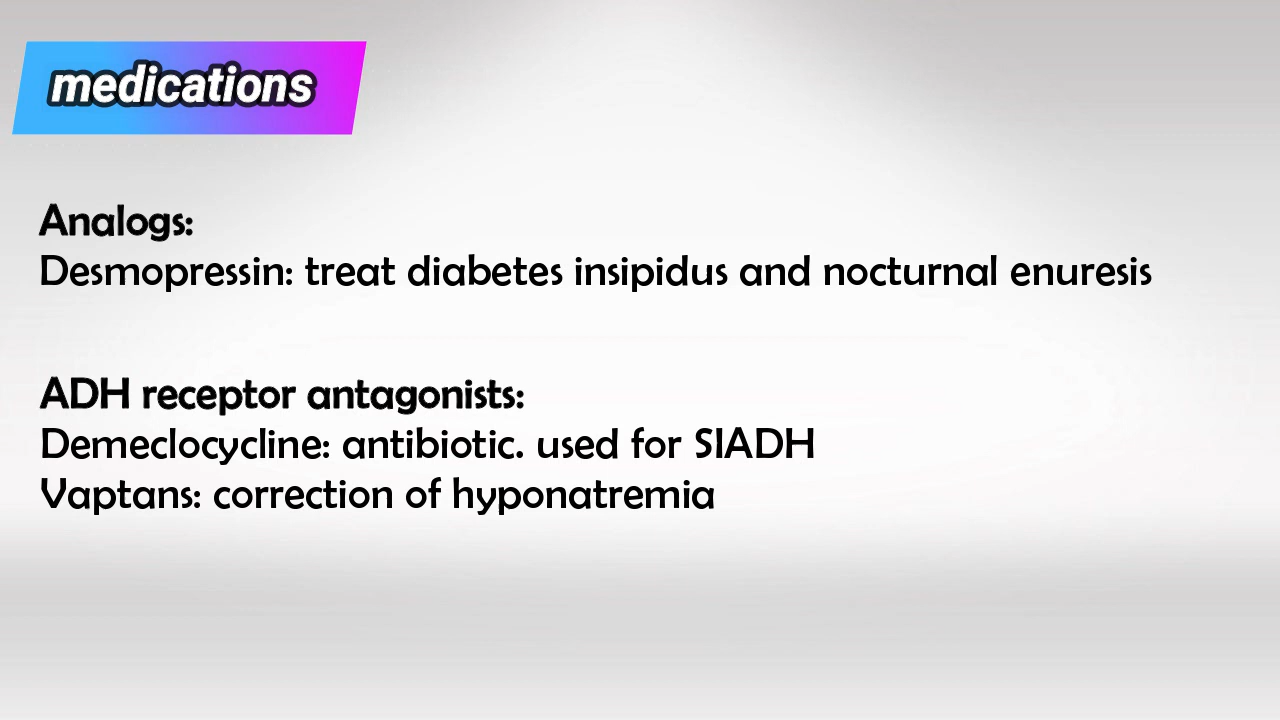 medications
Analogs:
Desmopressin: treat diabetes insipidus and nocturnal enuresis
ADH receptor antagonists:
Demeclocycline: antibiotic. used for SIADH
Vaptans: correction of hyponatremia